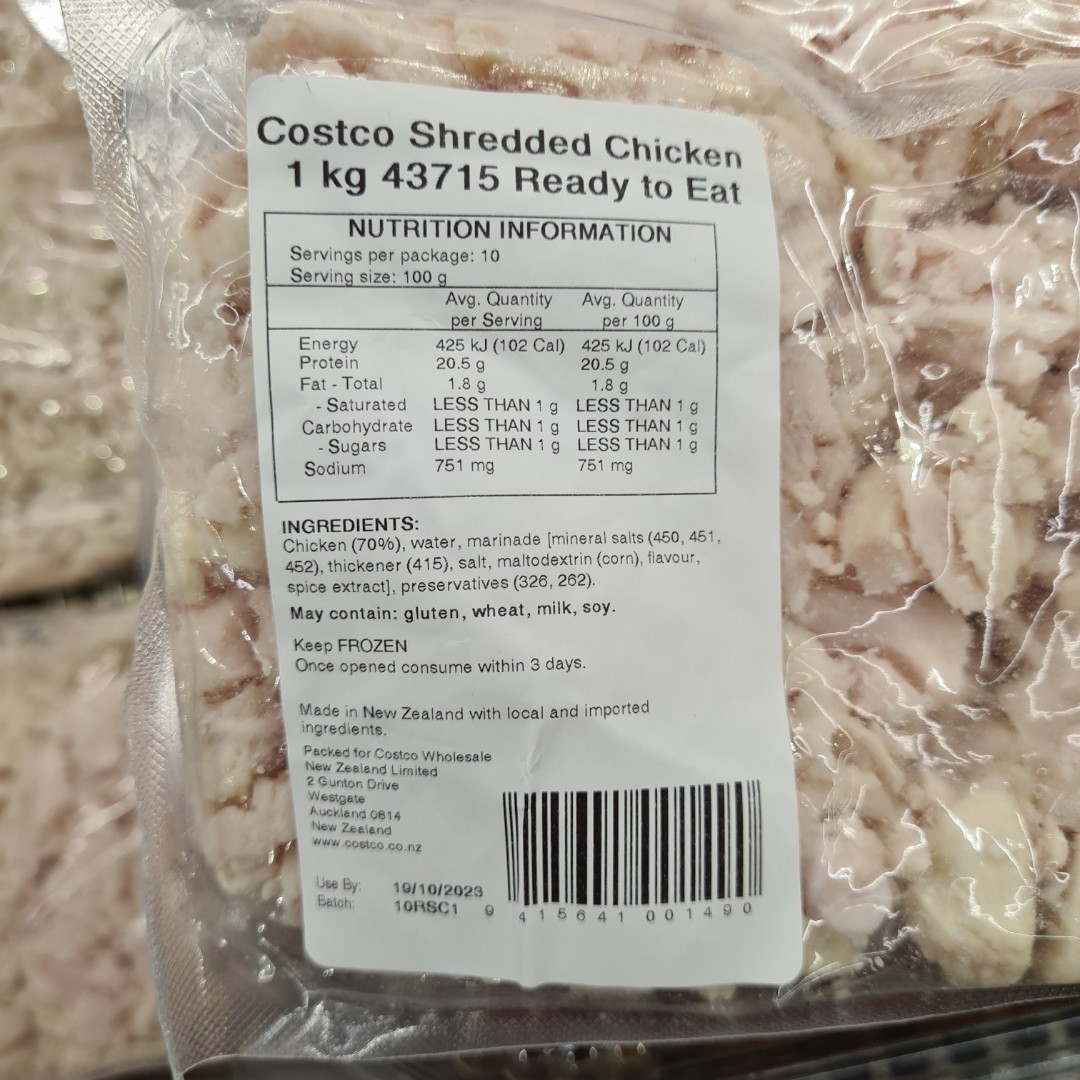 Costco Shredded Chicken
1 kg 43715 Ready to Eat
NUTRITION INFORMATION
Servings per package: 10
Serving size: 100 g
Avg. Quantity Avg. Quantity
per Serving per 100 g
Energy 425 kJ (102 Cal) 425 kJ (102 Cal)
Protein 20.5 g 20.5 g
Fat - Total 1.8 g 1.8 g
- Saturated LESS THAN 1 g LESS THAN 1 g
Carbohydrate LESS THAN 1 g LESS THAN 1 g
- Sugars LESS THAN 1 g LESS THAN 1 g
Sodium 751 mg 751 mg
INGREDIENTS:
Chicken (70%), water, marinade [mineral salts (450, 451,
452), thickener (415), salt, maltodextrin (corn), flavour,
spice extract], preservatives (326, 262).
May contain: gluten, wheat, milk, soy.
Keep FROZEN
Once opened consume within 3 days.
Made in New Zealand with local and imported
ingredients.
Packed for Costco Wholesale
New Zealand Limited
2 Gunton Drive
Westgate
Auckland 0814
New Zealand
www.costco.co.nz
Use By: 19/10/2023
Batch: 10RSC1
9 415641 001490